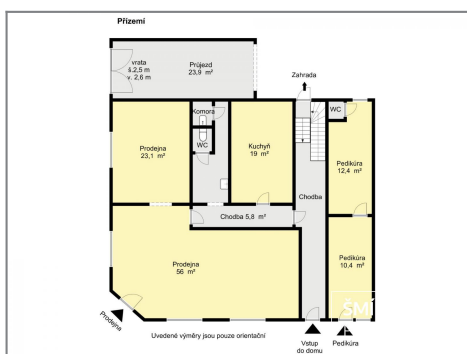 Přízemí
vrata
š.2,5 m
v. 2,6 m
Průjezd
23,9 m²
Zahrada
Komora
WC
WC
Prodejna
23,1 m²
Kuchyň
19 m²
Pedikúra
12,4 m²
Chodba
Chodba 5,8 m²
Prodejna
56 m²
Pedikúra
10,4 m²
Prodejna
Uvedené výměry jsou pouze orientační
Vstup
do domu
Pedikúra